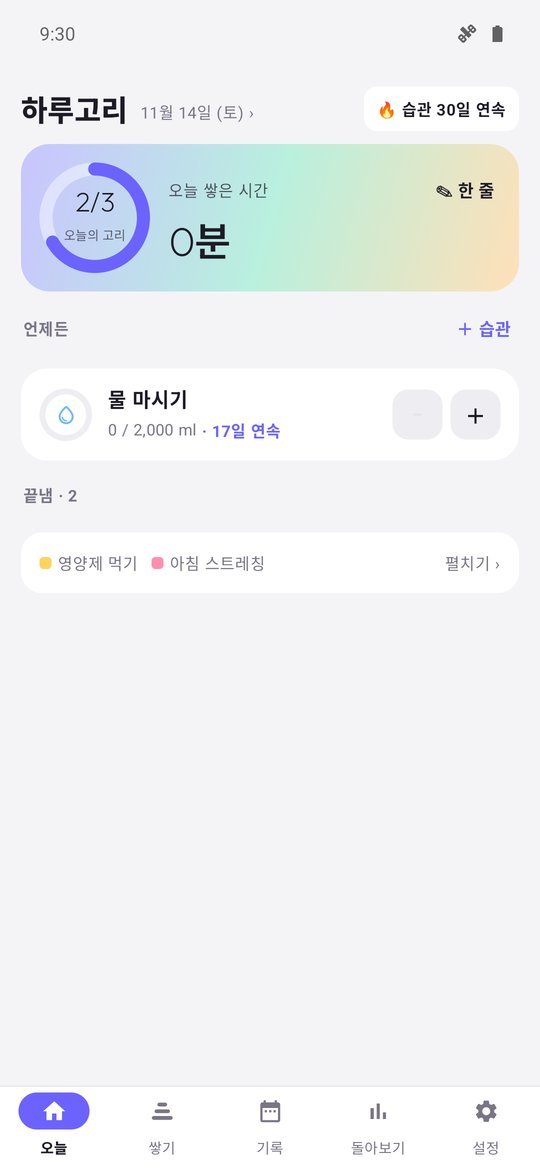 9:30
하루고리 11월 14일 (토) ›
🔥 습관 30일 연속
2/3
오늘의 고리
오늘 쌓은 시간
✎ 한 줄
0분
언제든
+ 습관
물 마시기
0 / 2,000 ml · 17일 연속
− +
끝냄 · 2
영양제 먹기 아침 스트레칭 펼치기 ›
오늘 쌓기 기록 돌아보기 설정